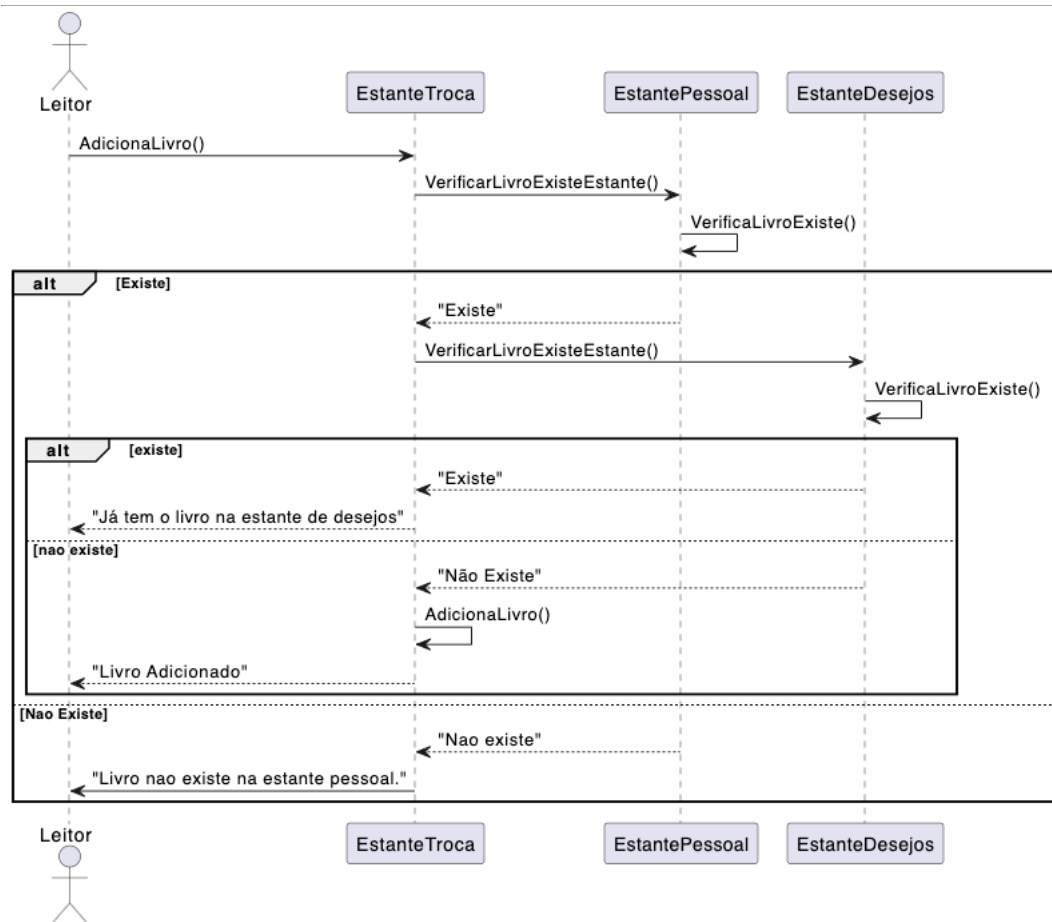 Leitor
EstanteTroca
EstantePessoal
EstanteDesejos
AdicionaLivro()
VerificarLivroExisteEstante()
VerificaLivroExiste()
alt
[Existe]
"Existe"
VerificarLivroExisteEstante()
VerificaLivroExiste()
alt
[existe]
"Existe"
"Já tem o livro na estante de desejos"
[nao existe]
"Não Existe"
AdicionaLivro()
"Livro Adicionado"
[Nao Existe]
"Nao existe"
"Livro nao existe na estante pessoal."
Leitor
EstanteTroca
EstantePessoal
EstanteDesejos